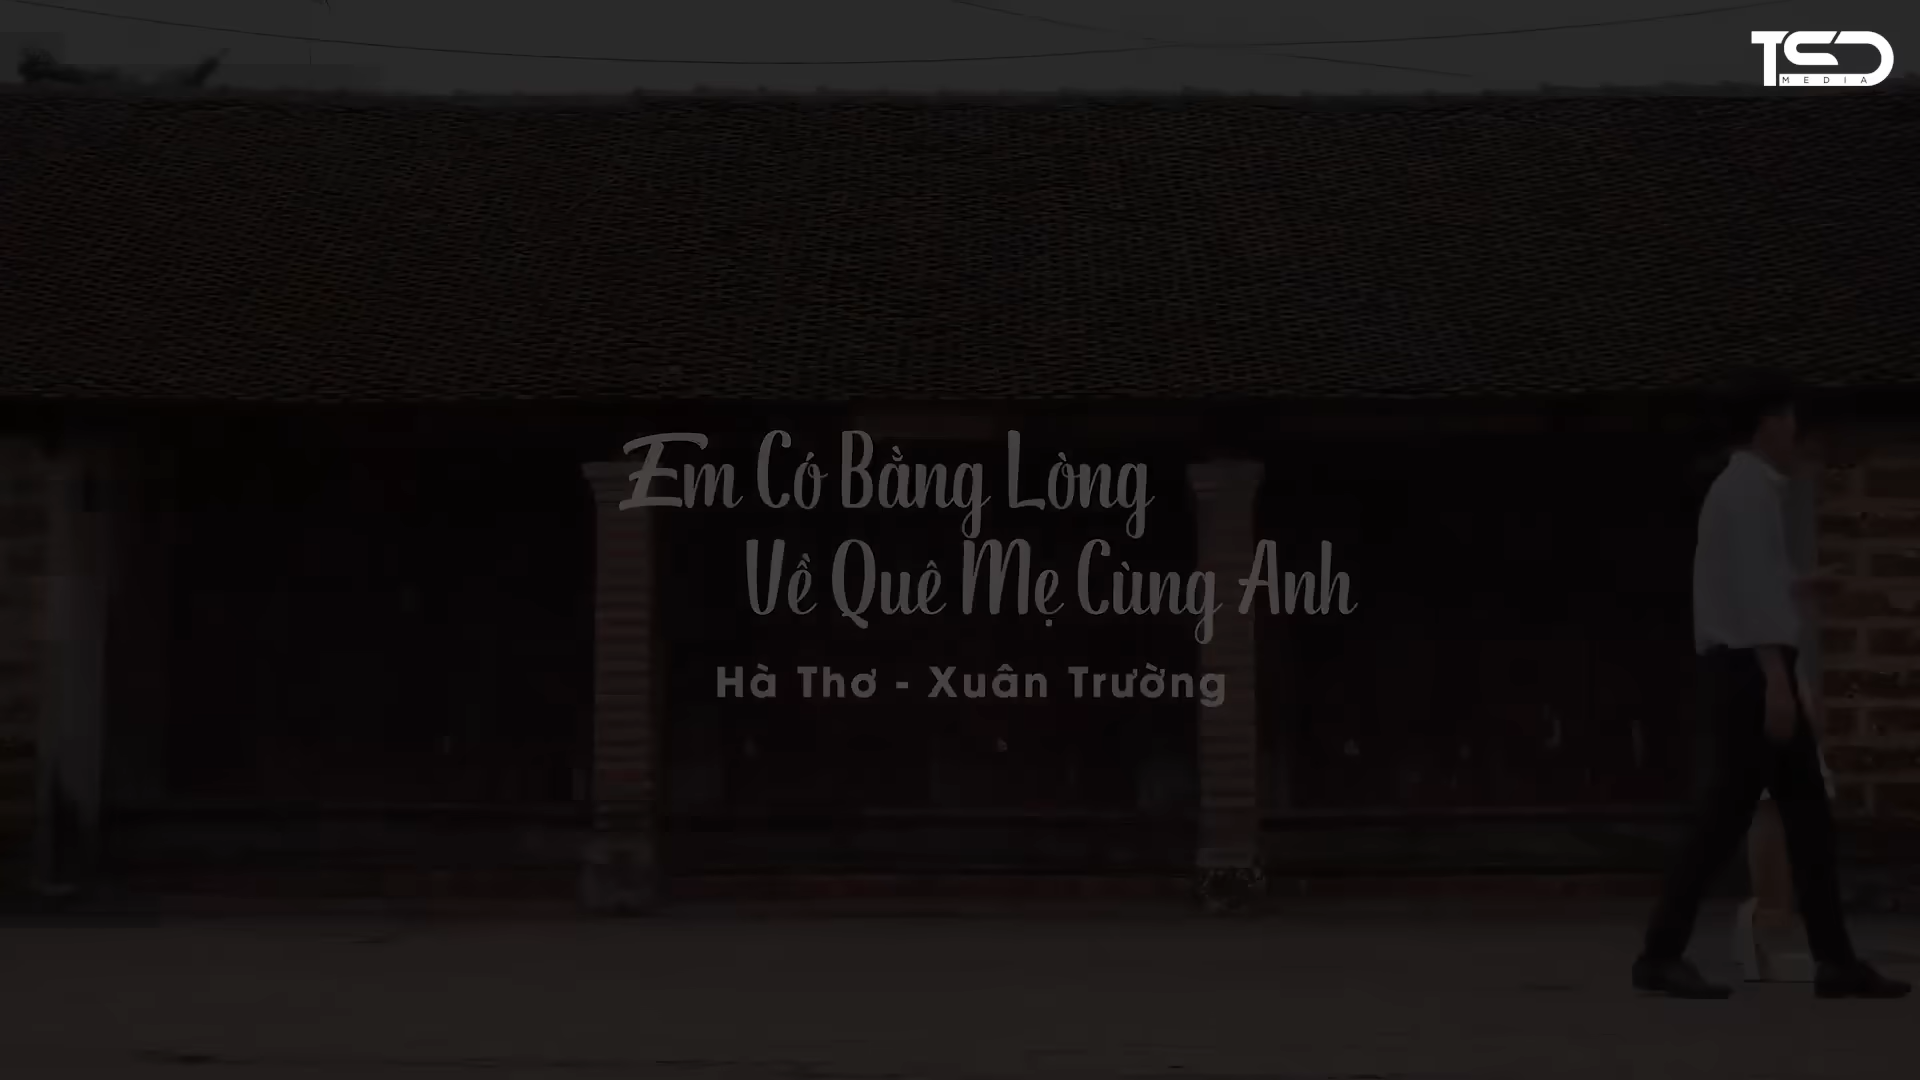 TSD
MEDIA
Em Có Bằng Lòng
Về Quê Mẹ Cùng Anh
Hà Thơ - Xuân Trường